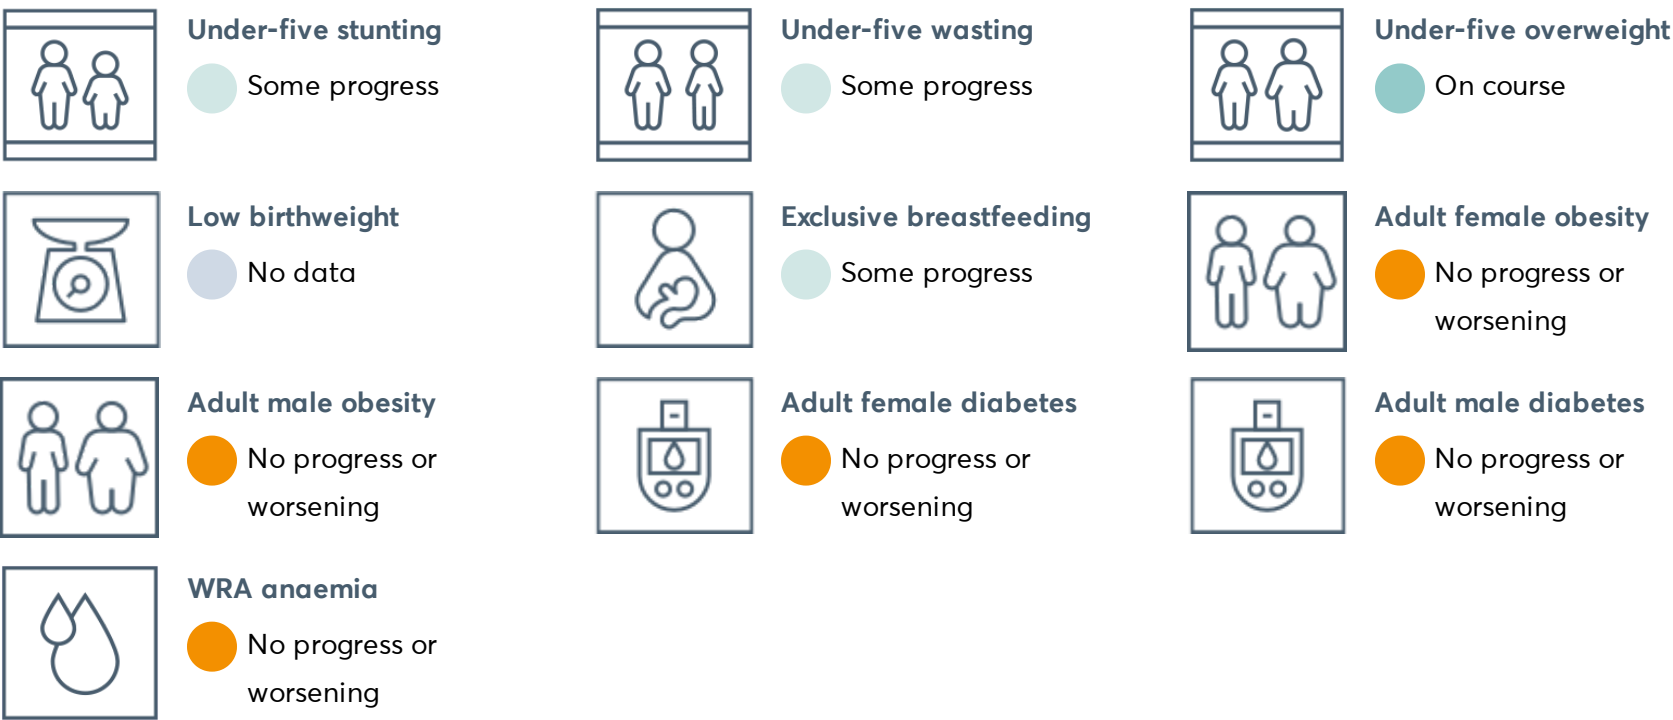 Under-five stunting
Some progress
Under-five wasting
Some progress
Under-five overweight
On course
Low birthweight
No data
Exclusive breastfeeding
Some progress
Adult female obesity
No progress or
worsening
Adult male obesity
No progress or
worsening
Adult female diabetes
No progress or
worsening
Adult male diabetes
No progress or
worsening
WRA anaemia
No progress or
worsening